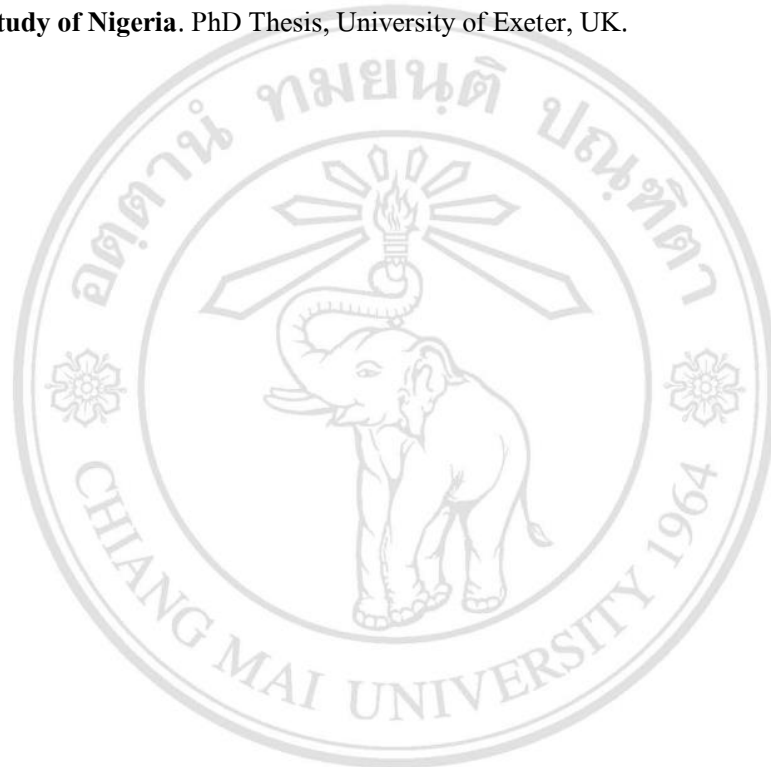 tudy of Nigeria. PhD Thesis, University of Exeter, UK.
อตฺตานํ ทมยนฺติ ปณฺฑิตา
CHIANG MAI UNIVERSITY 1964